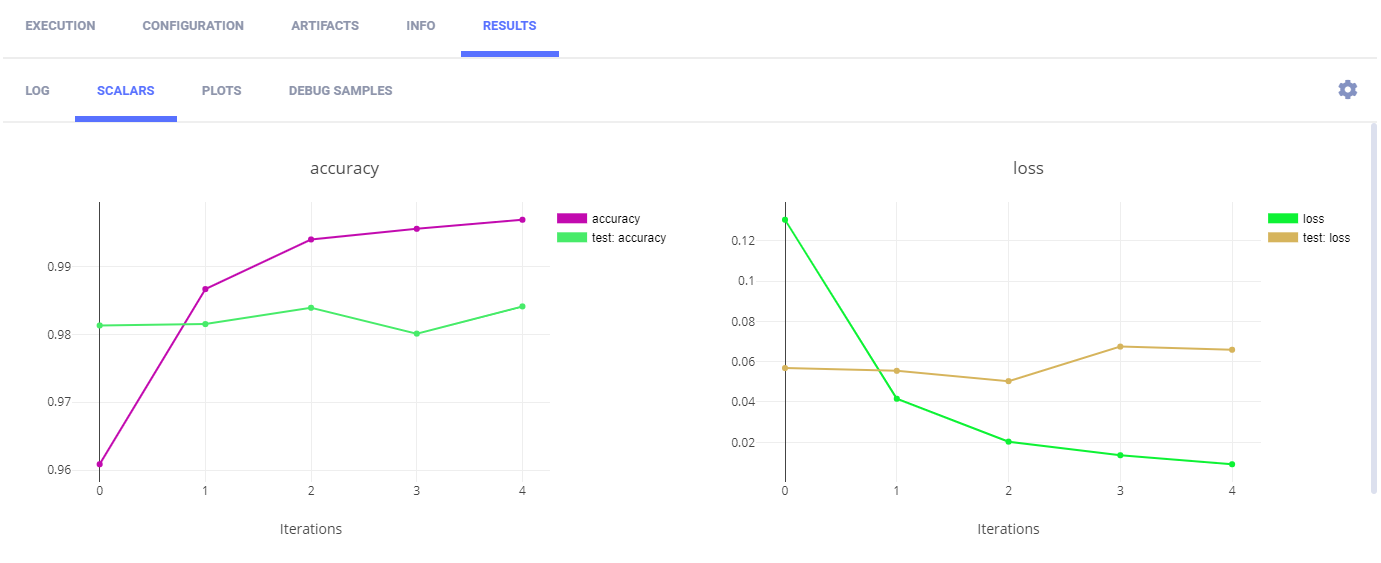 EXECUTION CONFIGURATION ARTIFACTS INFO RESULTS
LOG SCALARS PLOTS DEBUG SAMPLES
accuracy
accuracy
test: accuracy
0.99
0.98
0.97
0.96
0 1 2 3 4
Iterations
loss
loss
test: loss
0.12
0.1
0.08
0.06
0.04
0.02
0 1 2 3 4
Iterations